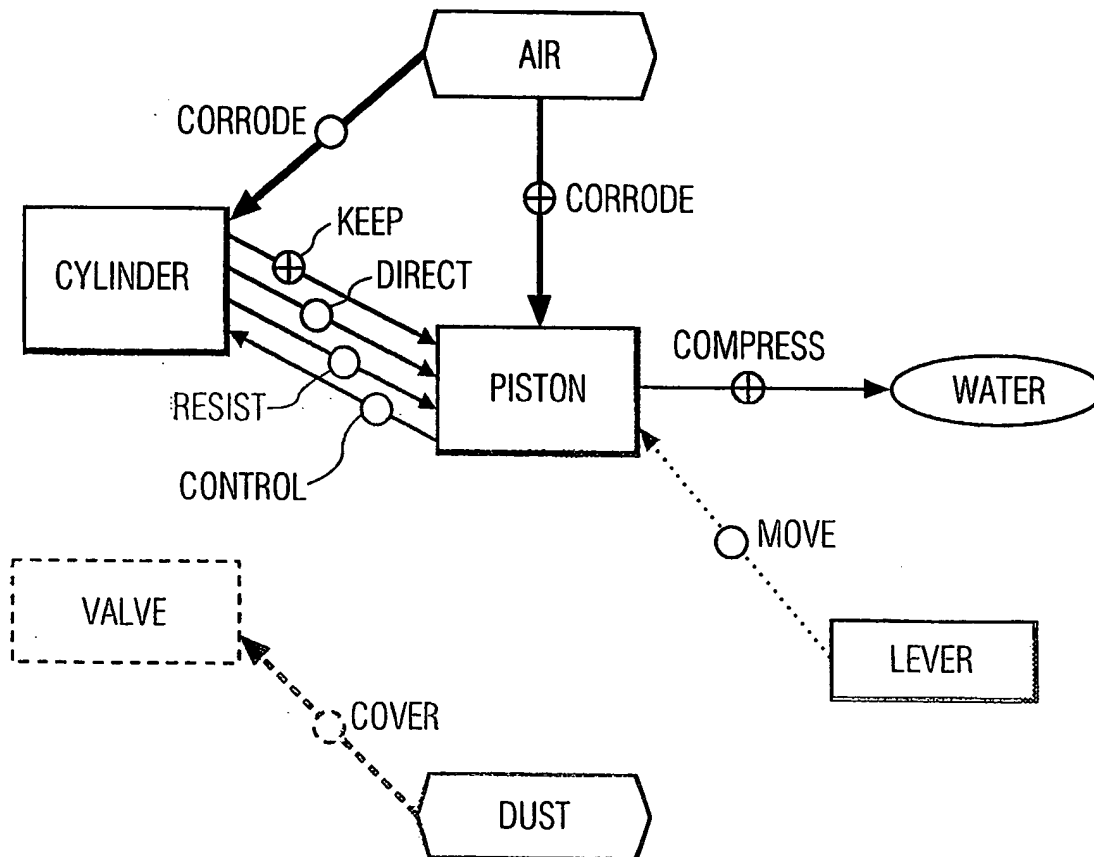 AIR
CORRODE
CORRODE
KEEP
CYLINDER
DIRECT
COMPRESS
PISTON
WATER
RESIST
CONTROL
MOVE
VALVE
LEVER
COVER
DUST